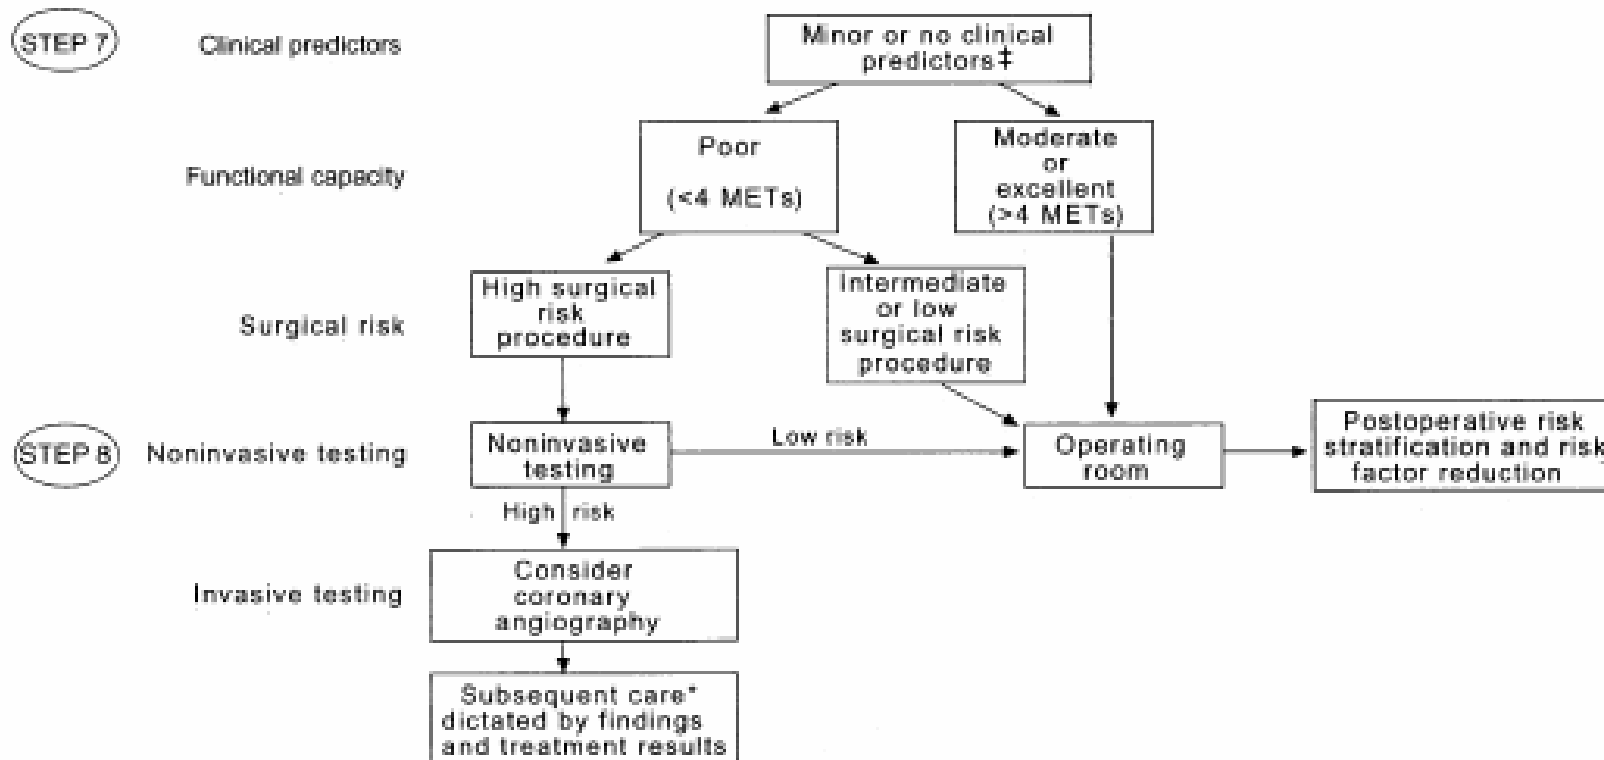 STEP 7
Clinical predictors
Minor or no clinical
predictors‡
Functional capacity
Poor
(<4 METs)
Moderate
or
excellent
(>4 METs)
Surgical risk
High surgical
risk
procedure
Intermediate
or low
surgical risk
procedure
STEP 8
Noninvasive testing
Noninvasive
testing
Low risk
Operating
room
Postoperative risk
stratification and risk
factor reduction
High risk
Invasive testing
Consider
coronary
angiography
Subsequent care*
dictated by findings
and treatment results